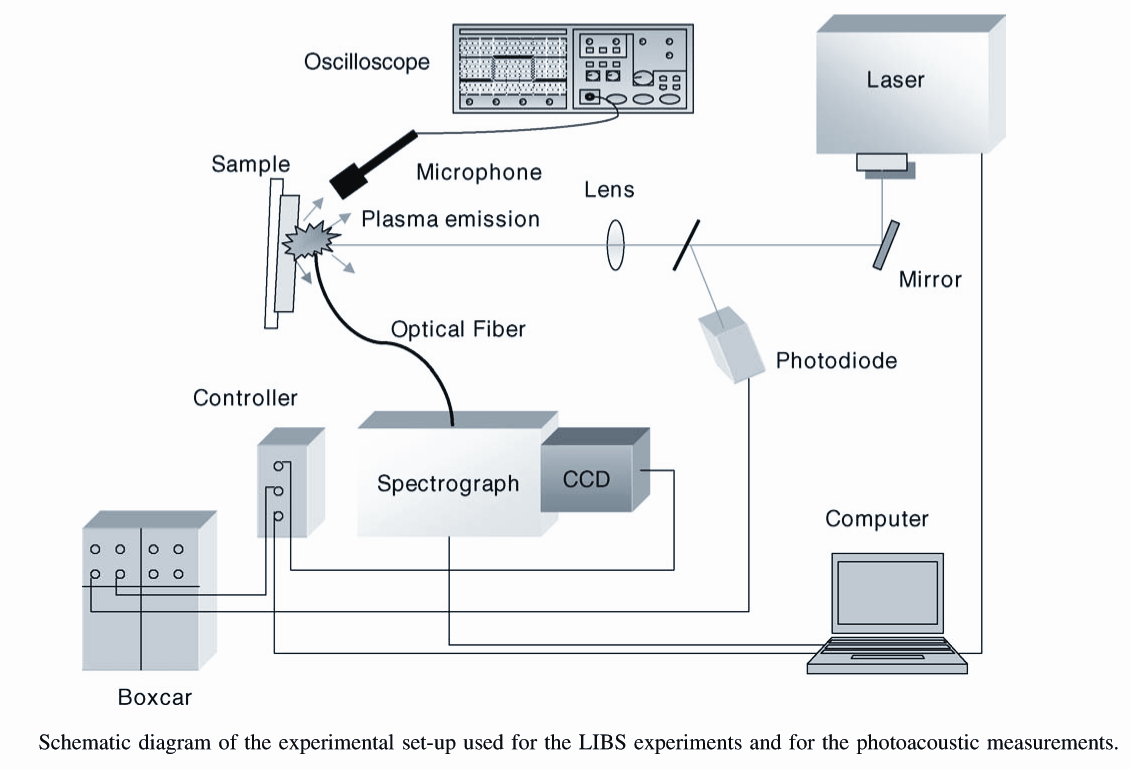 Oscilloscope
Laser
Sample
Microphone
Lens
Plasma emission
Mirror
Optical Fiber
Photodiode
Controller
Spectrograph
CCD
Computer
Boxcar
Schematic diagram of the experimental set-up used for the LIBS experiments and for the photoacoustic measurements.